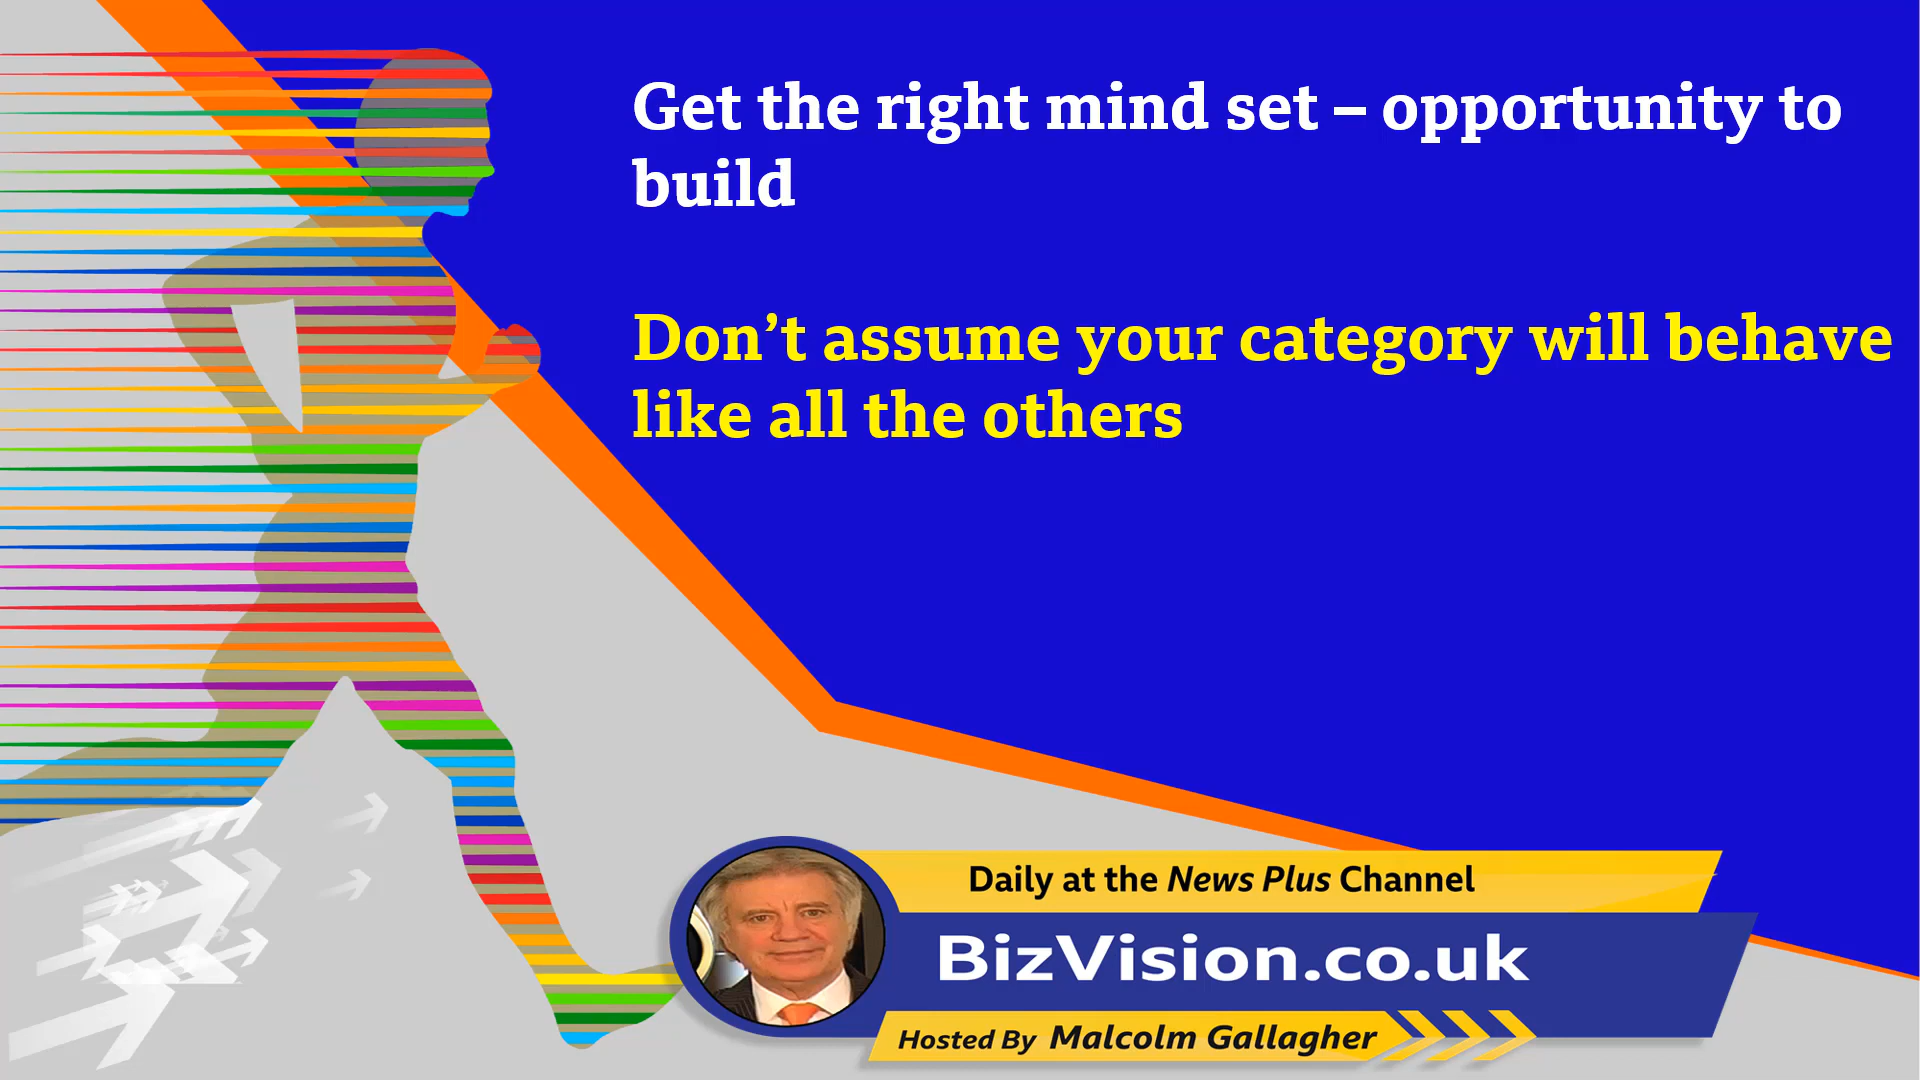 Get the right mind set – opportunity to
build
Don’t assume your category will behave
like all the others
Daily at the News Plus Channel
BizVision.co.uk
Hosted By Malcolm Gallagher